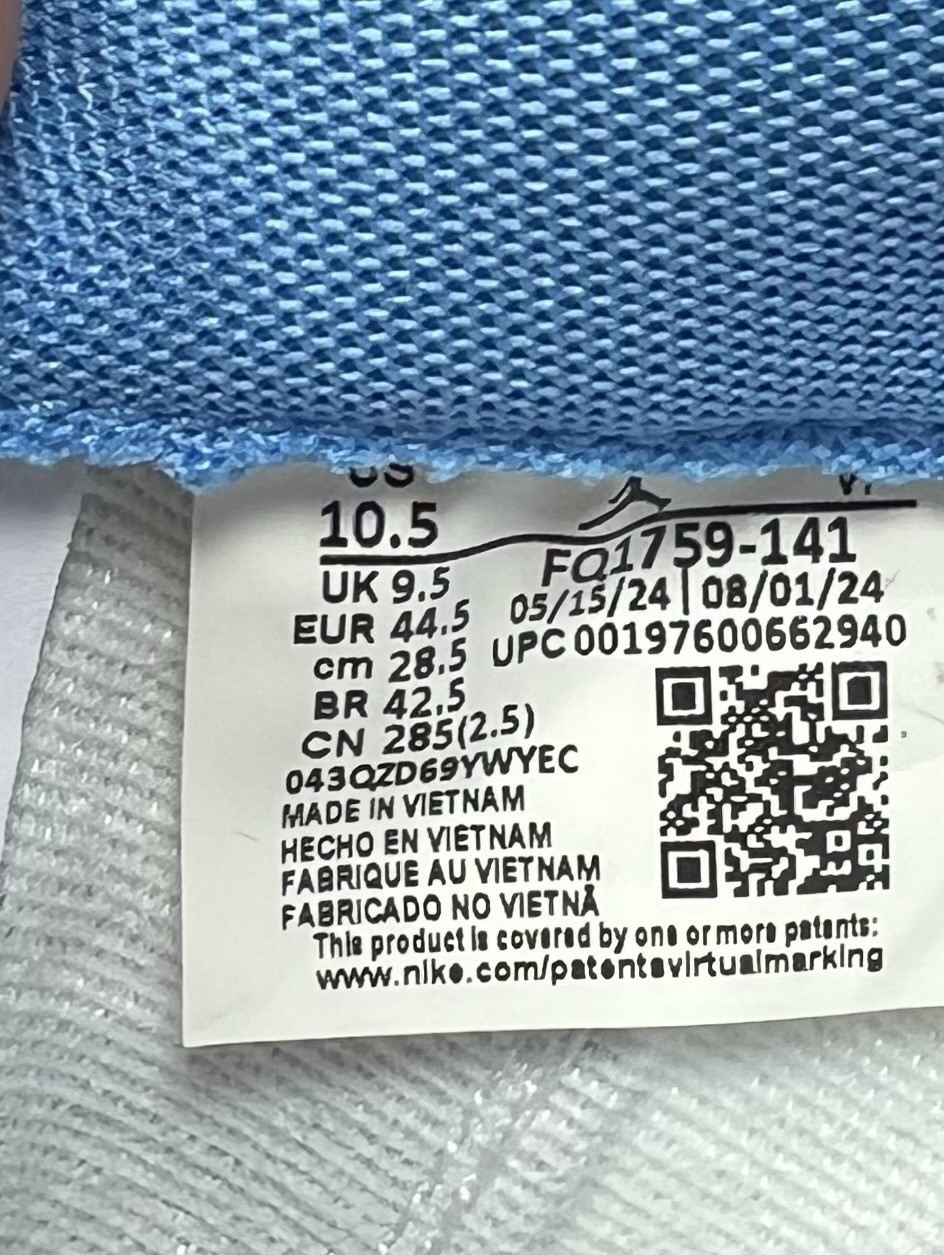 US
10.5
UK 9.5
EUR 44.5
cm 28.5
BR 42.5
CN 285(2.5)
043QZD69YWYEC
MADE IN VIETNAM
HECHO EN VIETNAM
FABRIQUE AU VIETNAM
FABRICADO NO VIETNÃ
FQ1759-141
05/15/24 | 08/01/24
UPC 00197600662940
This product is covered by one or more patents:
www.nike.com/patentsvirtualmarking